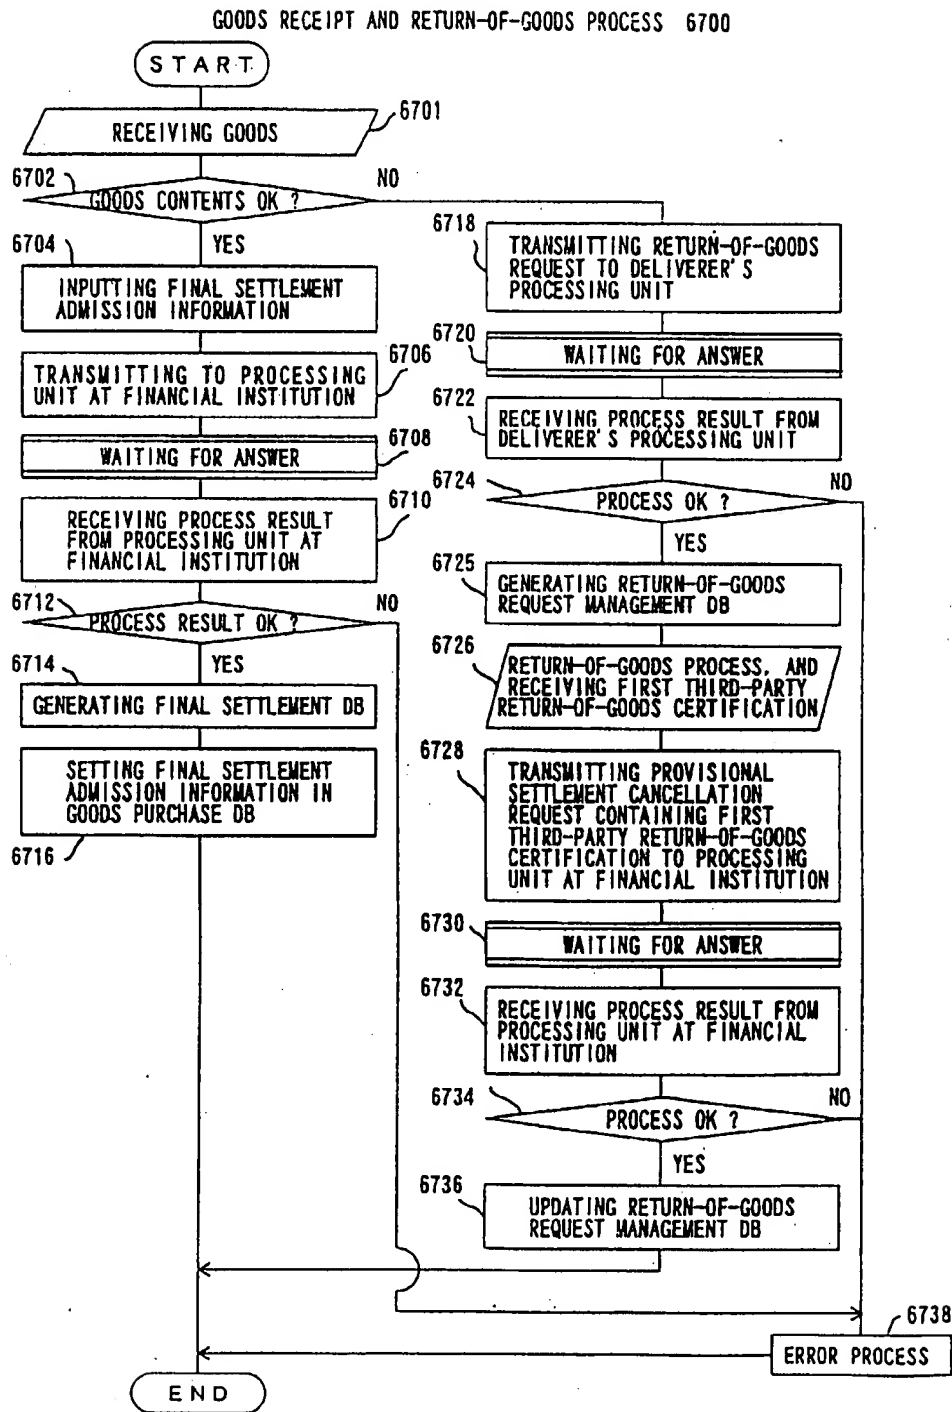 GOODS RECEIPT AND RETURN-OF-GOODS PROCESS 6700
START
6701
RECEIVING GOODS
6702
GOODS CONTENTS OK ?
NO
YES
6704
INPUTTING FINAL SETTLEMENT
ADMISSION INFORMATION
6706
TRANSMITTING TO PROCESSING
UNIT AT FINANCIAL INSTITUTION
6708
WAITING FOR ANSWER
6710
RECEIVING PROCESS RESULT
FROM PROCESSING UNIT AT
FINANCIAL INSTITUTION
6712
PROCESS RESULT OK ?
NO
YES
6714
GENERATING FINAL SETTLEMENT DB
SETTING FINAL SETTLEMENT
ADMISSION INFORMATION IN
GOODS PURCHASE DB
6716
6718
TRANSMITTING RETURN-OF-GOODS
REQUEST TO DELIVERER'S
PROCESSING UNIT
6720
WAITING FOR ANSWER
6722
RECEIVING PROCESS RESULT FROM
DELIVERER'S PROCESSING UNIT
6724
PROCESS OK ?
NO
YES
6725
GENERATING RETURN-OF-GOODS
REQUEST MANAGEMENT DB
6726
RETURN-OF-GOODS PROCESS, AND
RECEIVING FIRST THIRD-PARTY
RETURN-OF-GOODS CERTIFICATION
6728
TRANSMITTING PROVISIONAL
SETTLEMENT CANCELLATION
REQUEST CONTAINING FIRST
THIRD-PARTY RETURN-OF-GOODS
CERTIFICATION TO PROCESSING
UNIT AT FINANCIAL INSTITUTION
6730
WAITING FOR ANSWER
6732
RECEIVING PROCESS RESULT FROM
PROCESSING UNIT AT FINANCIAL
INSTITUTION
6734
PROCESS OK ?
NO
YES
6736
UPDATING RETURN-OF-GOODS
REQUEST MANAGEMENT DB
6738
ERROR PROCESS
END